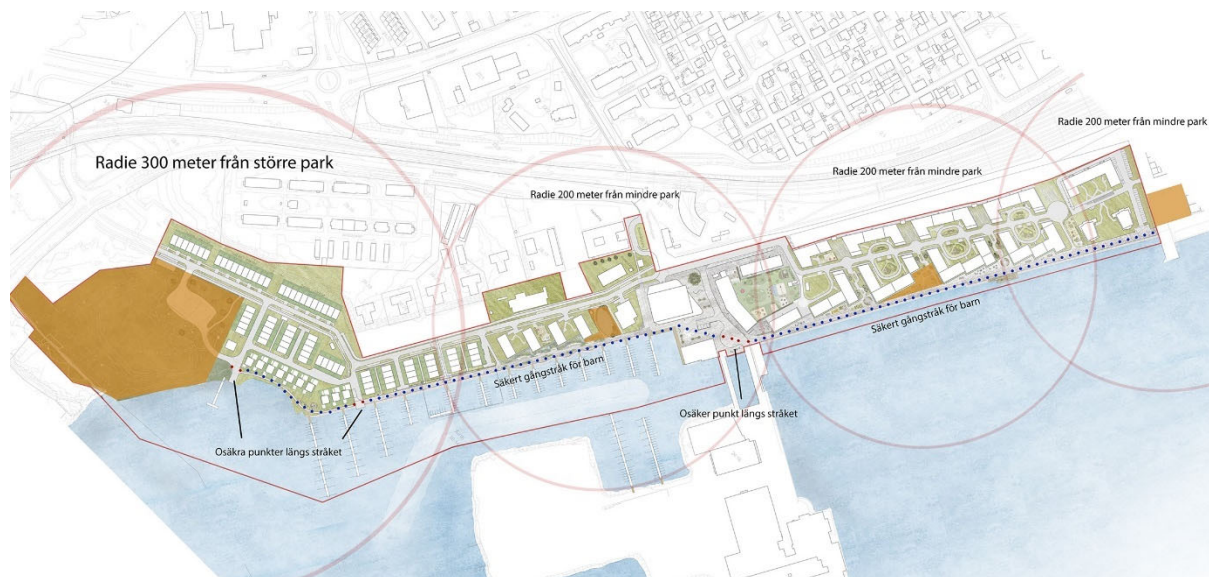 Radie 200 meter från mindre park
Radie 300 meter från större park
Radie 200 meter från mindre park
Radie 200 meter från mindre park
Säkert gångstråk för barn
Säkert gångstråk för barn
Osäker punkt längs stråket
Osäkra punkter längs stråket